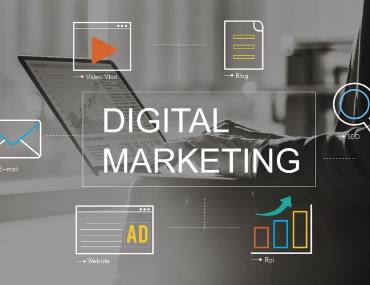 Video Viral
Blog
DIGITAL
MARKETING
E-mail
SEO
AD
Website
Roi